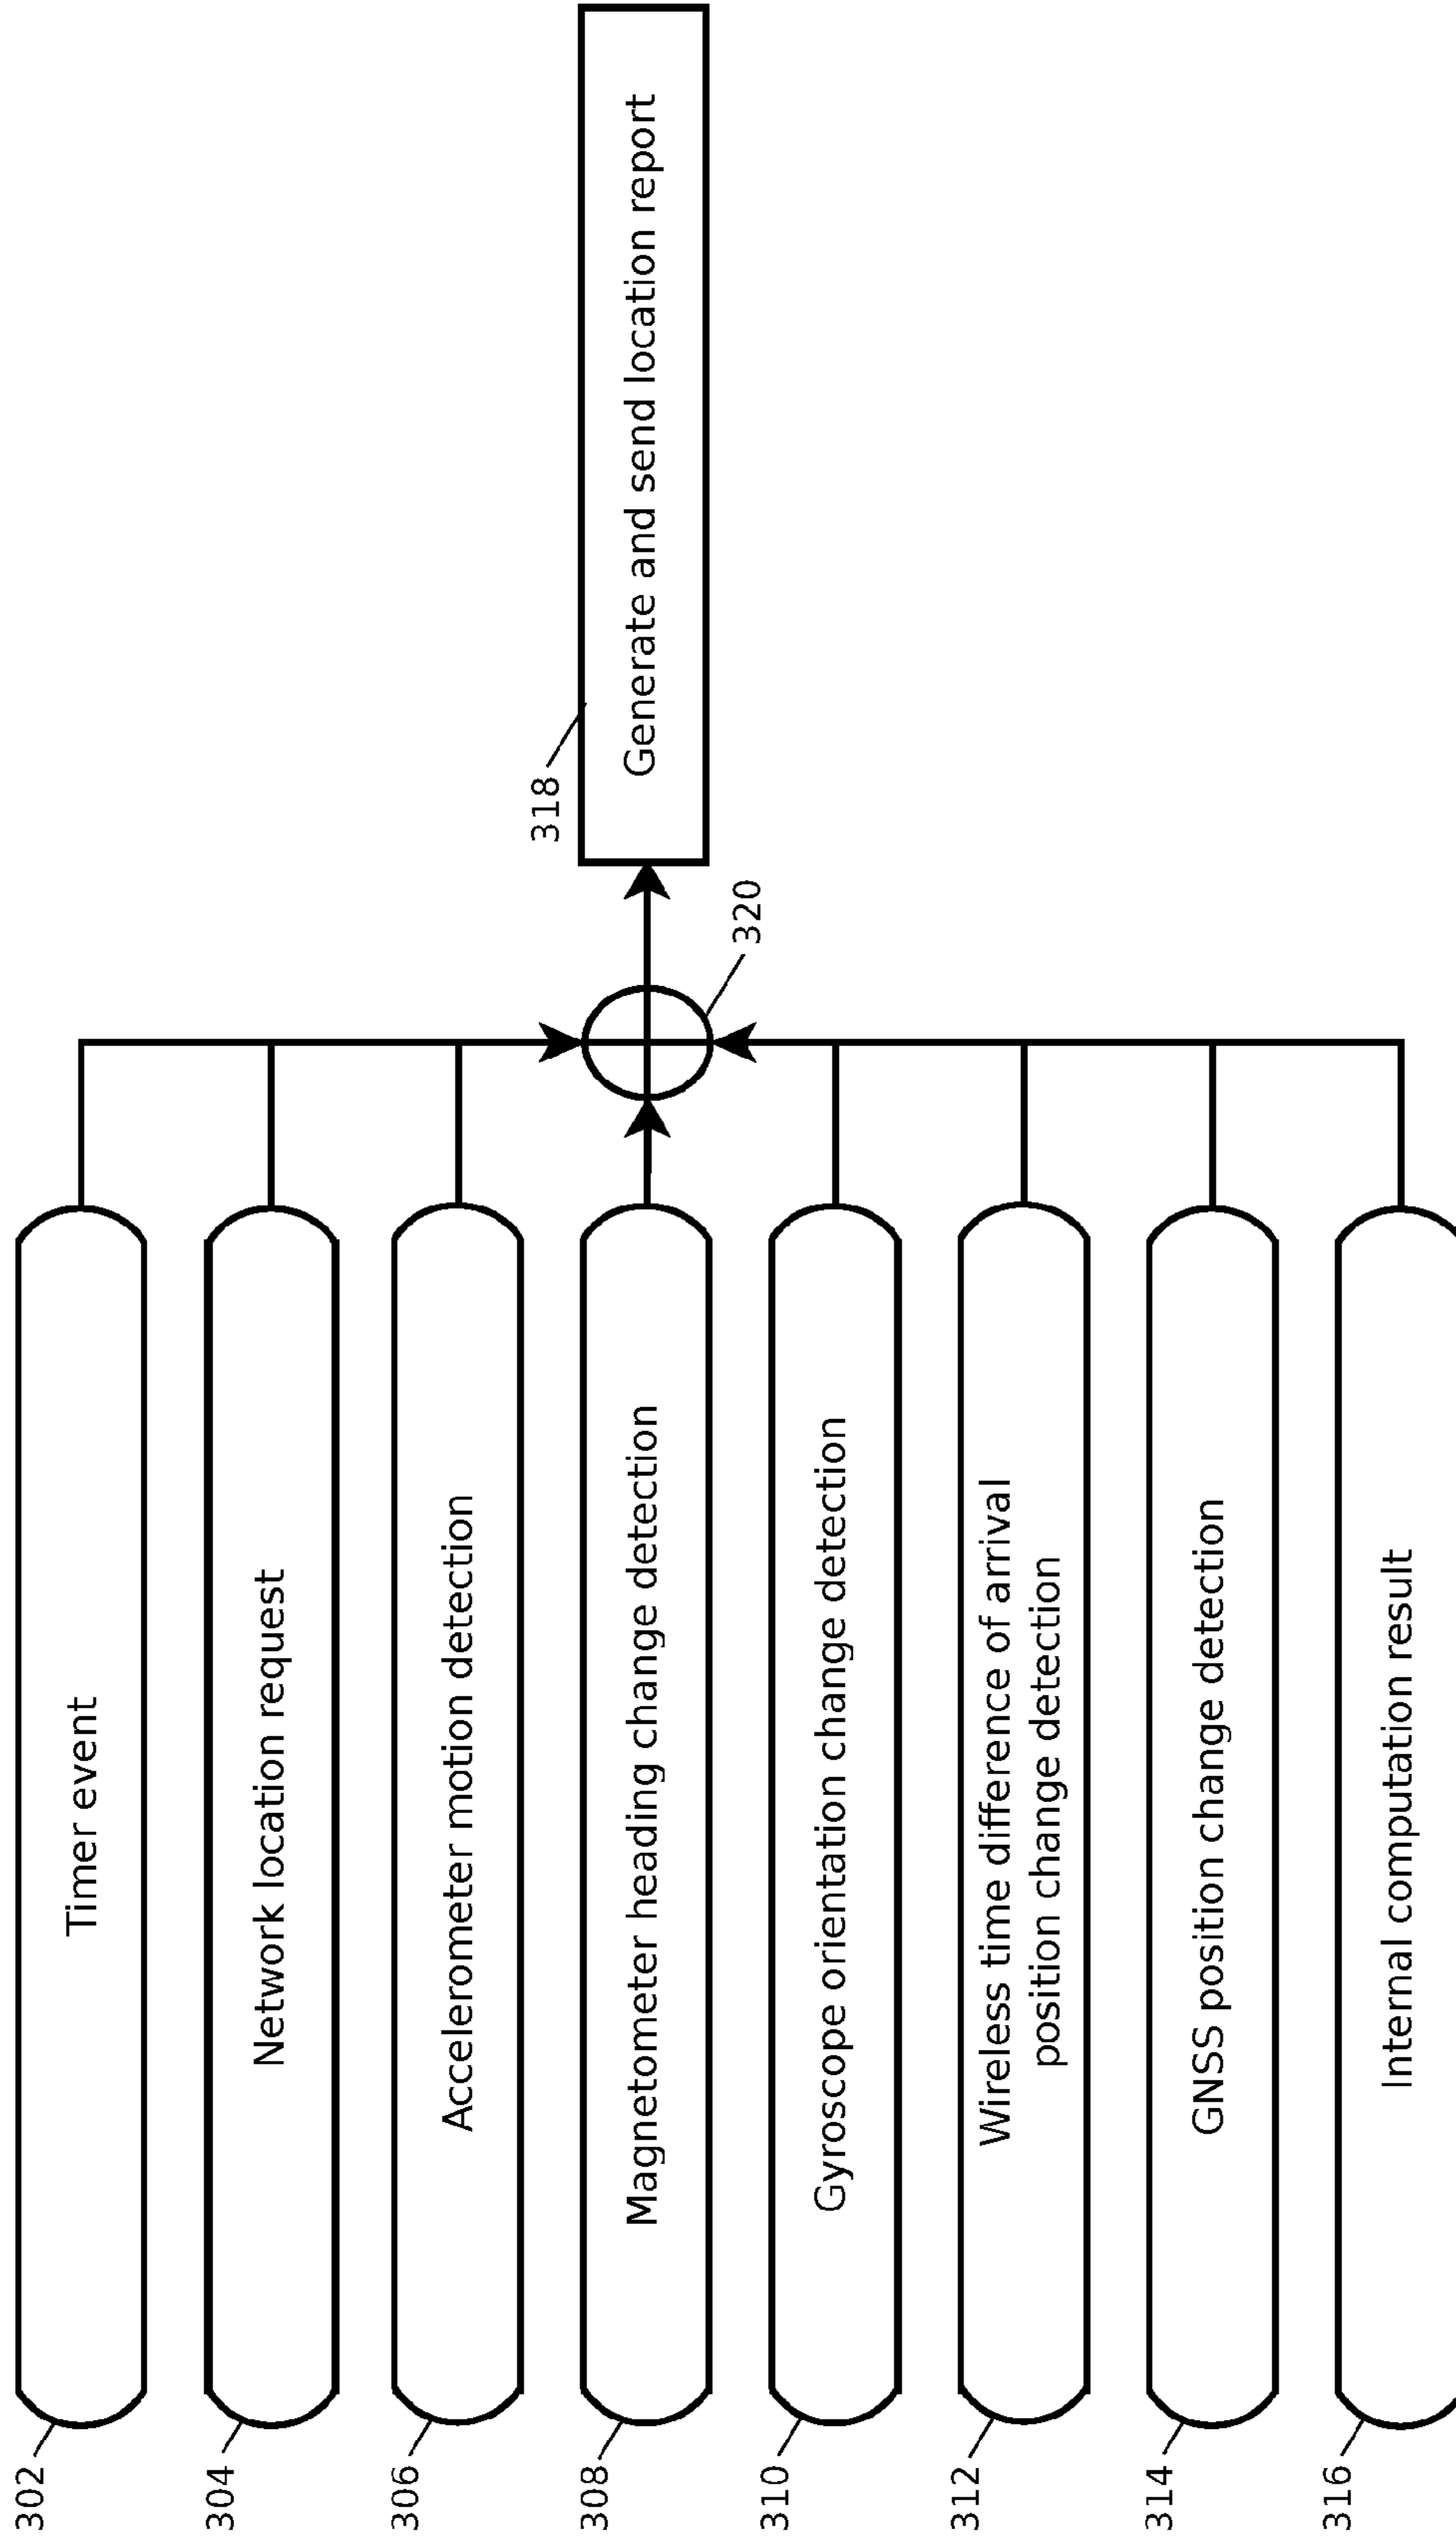 302
Timer event
304
Network location request
306
Accelerometer motion detection
308
Magnetometer heading change detection
310
Gyroscope orientation change detection
312
Wireless time difference of arrival
position change detection
314
GNSS position change detection
316
Internal computation result
320
318
Generate and send location report